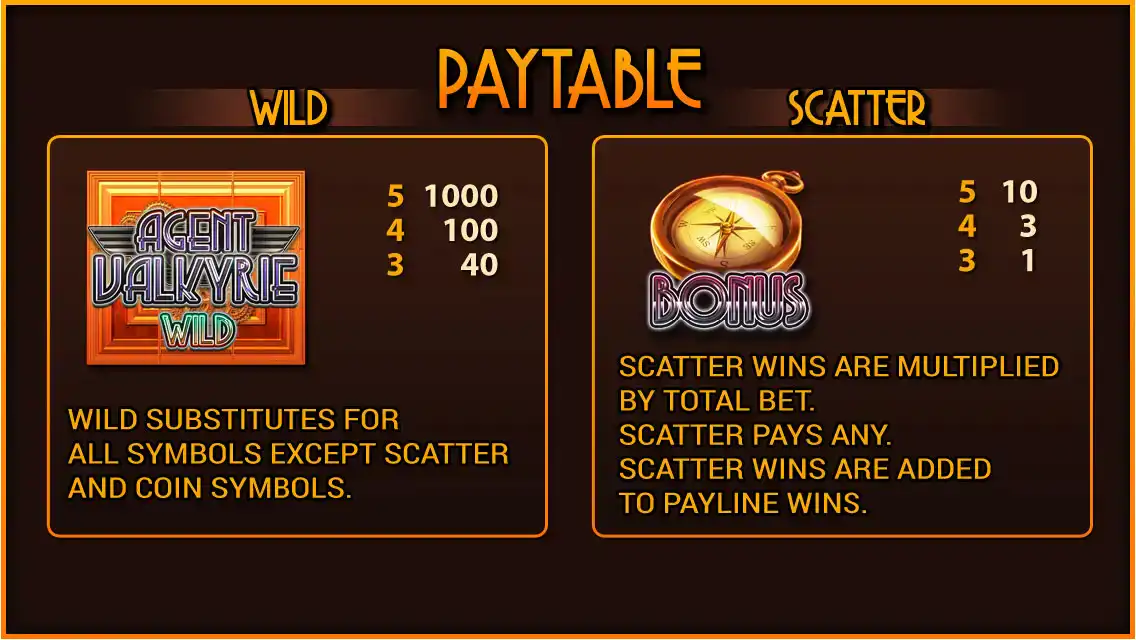 PAYTABLE
WILD
AGENT
VALKYRIE
WILD
5 1000
4 100
3 40
WILD SUBSTITUTES FOR
ALL SYMBOLS EXCEPT SCATTER
AND COIN SYMBOLS.
SCATTER
W
SW
S
SE
E
BONUS
5 10
4 3
3 1
SCATTER WINS ARE MULTIPLIED
BY TOTAL BET.
SCATTER PAYS ANY.
SCATTER WINS ARE ADDED
TO PAYLINE WINS.